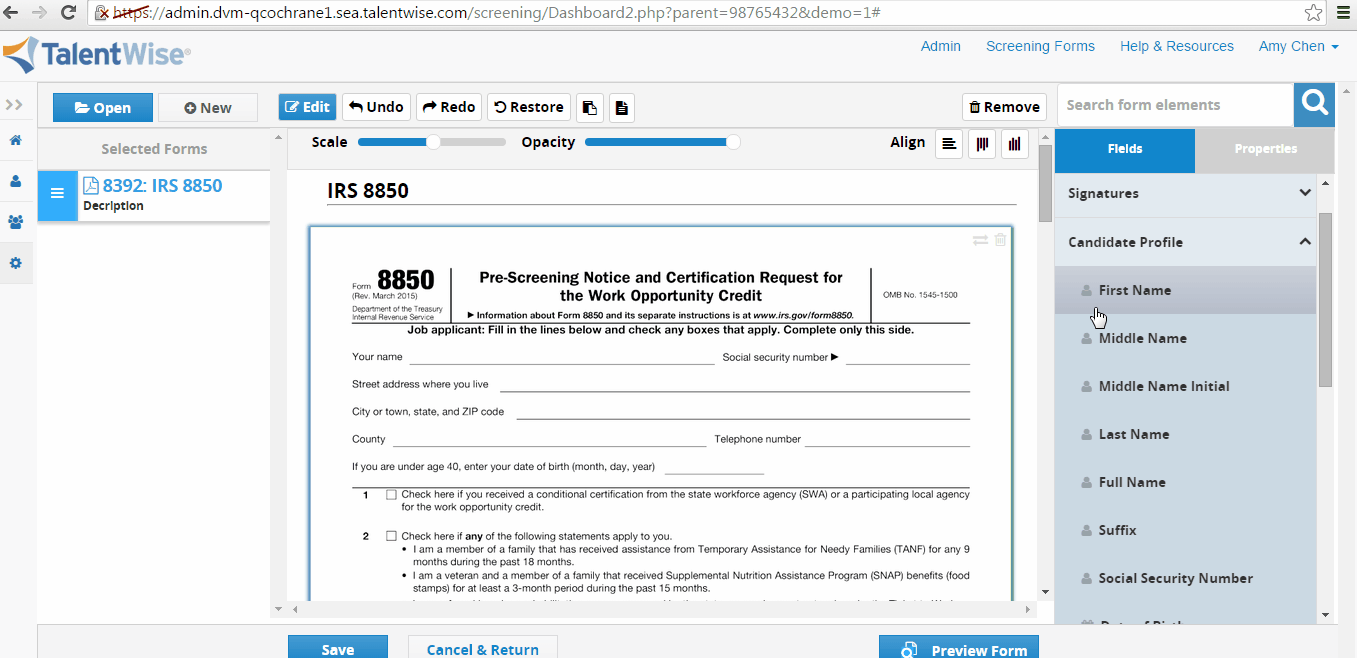 https://admin.dvm-qcochrane1.sea.talentwise.com/screening/Dashboard2.php?parent=98765432&demo=1#
TalentWise®
Admin Screening Forms Help & Resources Amy Chen
Open New Edit Undo Redo Restore Remove Search form elements
Selected Forms
Scale Opacity Align
Fields Properties
8392: IRS 8850
Decription
IRS 8850
Signatures
Candidate Profile
First Name
Middle Name
Middle Name Initial
Last Name
Full Name
Suffix
Social Security Number
Form 8850
(Rev. March 2015)
Department of the Treasury
Internal Revenue Service
Pre-Screening Notice and Certification Request for
the Work Opportunity Credit
▶ Information about Form 8850 and its separate instructions is at www.irs.gov/form8850.
OMB No. 1545-1500
Job applicant: Fill in the lines below and check any boxes that apply. Complete only this side.
Your name Social security number ▶
Street address where you live
City or town, state, and ZIP code
County Telephone number
If you are under age 40, enter your date of birth (month, day, year)
1 Check here if you received a conditional certification from the state workforce agency (SWA) or a participating local agency
for the work opportunity credit.
2 Check here if any of the following statements apply to you.
• I am a member of a family that has received assistance from Temporary Assistance for Needy Families (TANF) for any 9
months during the past 18 months.
• I am a veteran and a member of a family that received Supplemental Nutrition Assistance Program (SNAP) benefits (food
stamps) for at least a 3-month period during the past 15 months.
Save Cancel & Return Preview Form